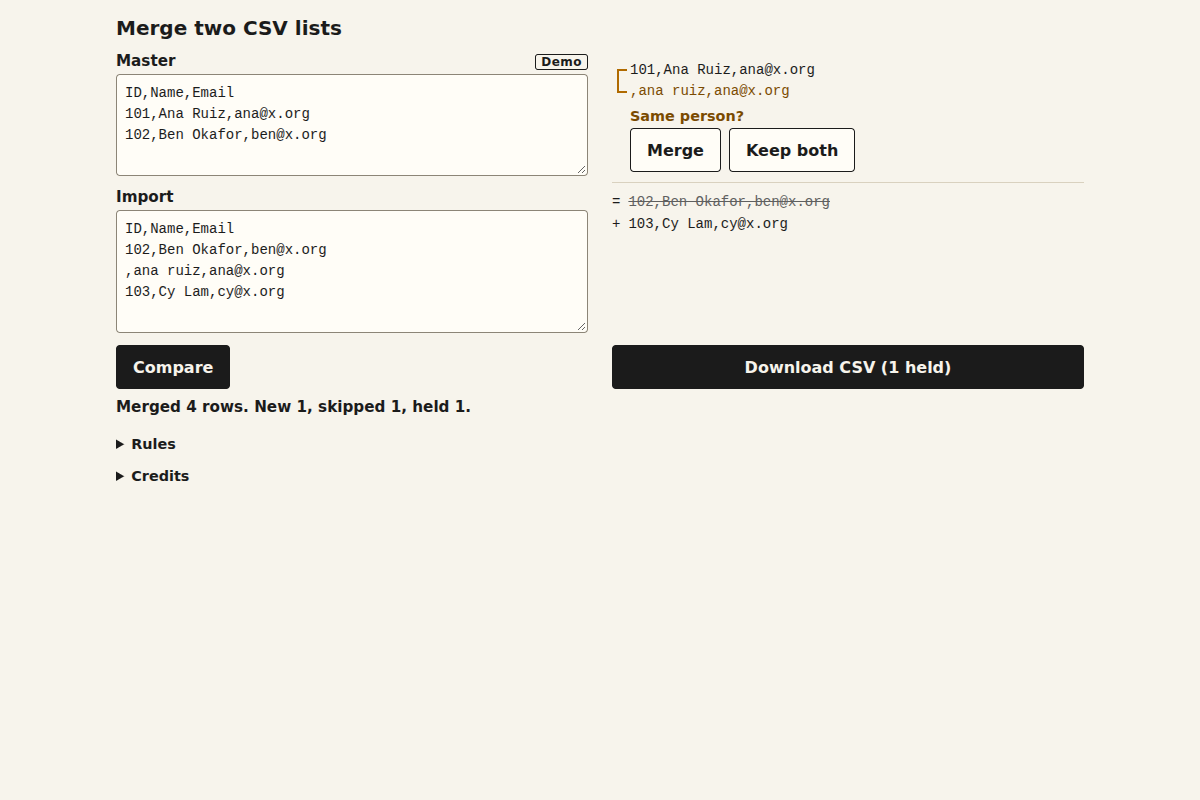 Merge two CSV lists
Master
Demo
ID,Name,Email
101,Ana Ruiz,ana@x.org
102,Ben Okafor,ben@x.org
Import
ID,Name,Email
102,Ben Okafor,ben@x.org
,ana ruiz,ana@x.org
103,Cy Lam,cy@x.org
Compare
Merged 4 rows. New 1, skipped 1, held 1.
Rules
Credits
101,Ana Ruiz,ana@x.org
,ana ruiz,ana@x.org
Same person?
Merge
Keep both
= 102,Ben Okafor,ben@x.org
+ 103,Cy Lam,cy@x.org
Download CSV (1 held)